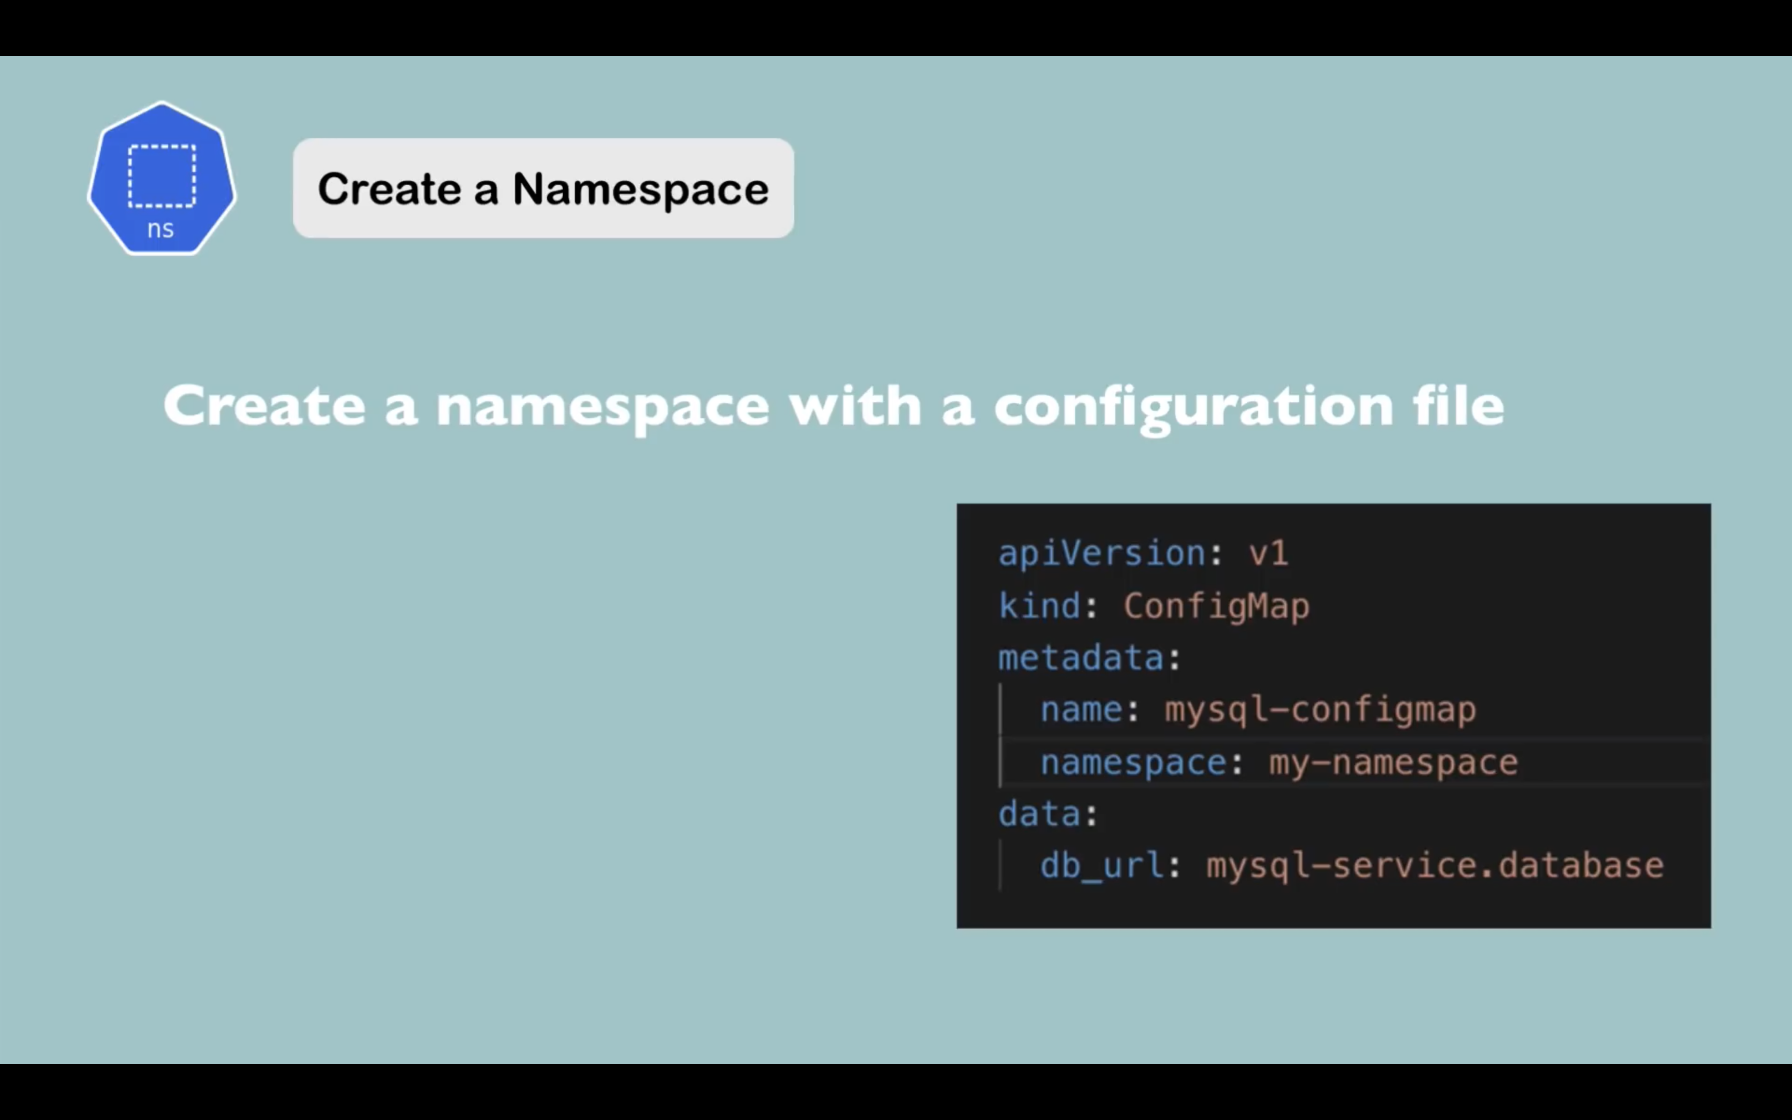 ns
Create a Namespace
Create a namespace with a configuration file
apiVersion: v1
kind: ConfigMap
metadata:
  name: mysql-configmap
  namespace: my-namespace
data:
  db_url: mysql-service.database